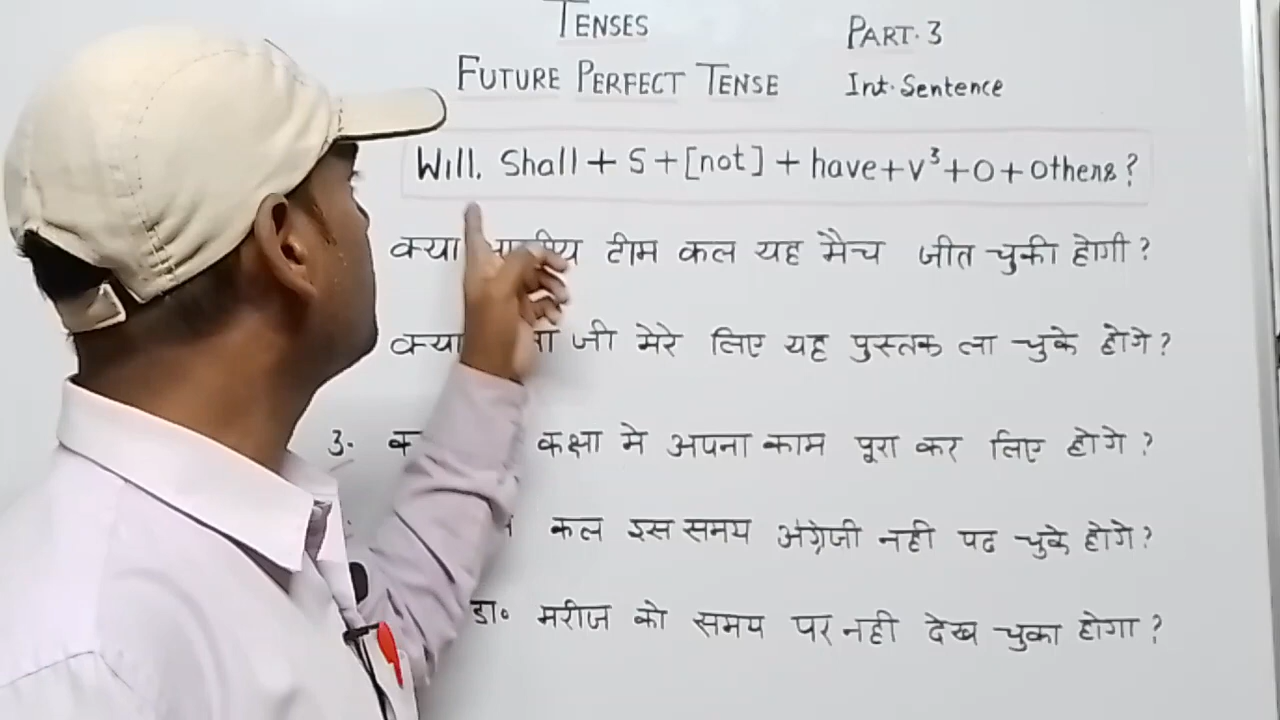 TENSES
PART. 3
FUTURE PERFECT TENSE
Int. Sentence
Will. Shall + S + [not] + have + V³ + O + Others ?
क्या टीम कल यह मैच जीत चुकी होगी ?
क्या जी मेरे लिए यह पुस्तक ला चुके होगे ?
3. कक्षा मे अपना काम पूरा कर लिए होगे ?
कल इस समय अंग्रेजी नही पढ चुके होगे ?
डा॰ मरीज को समय पर नही देख चुका होगा ?